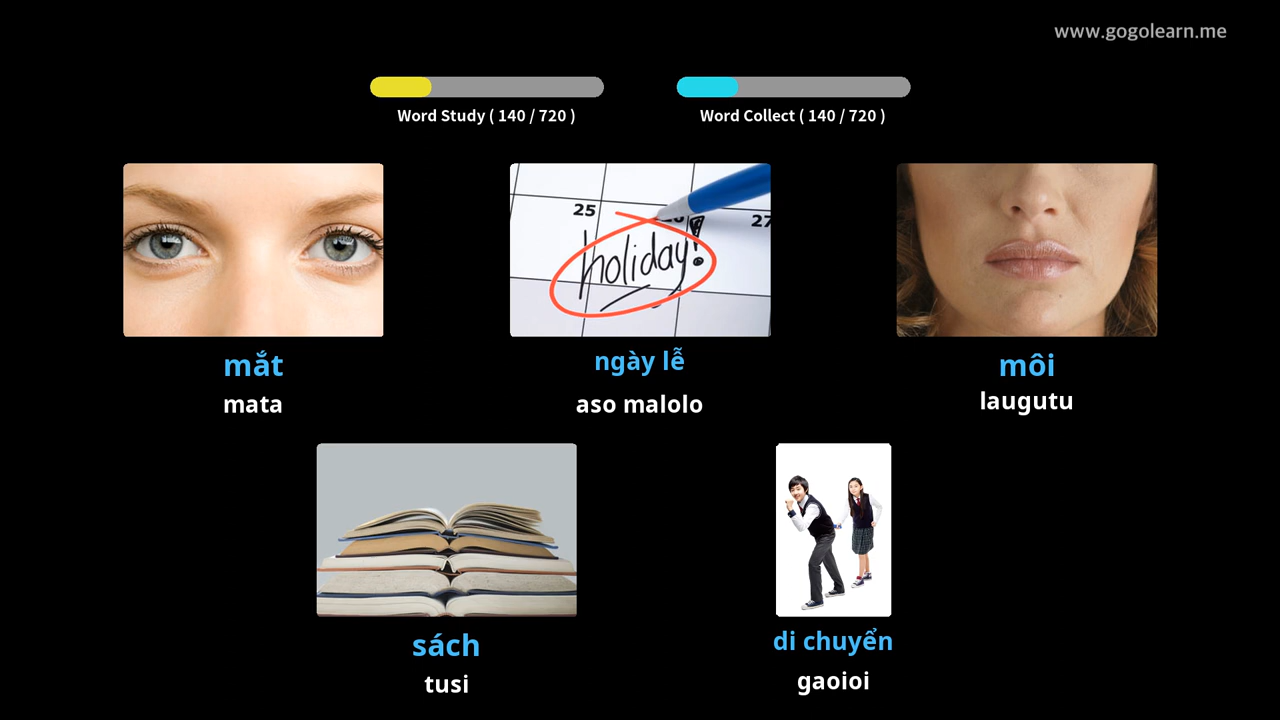 www.gogolearn.me
Word Study ( 140 / 720 )
Word Collect ( 140 / 720 )
25
27
holiday!
mắt
mata
ngày lễ
aso malolo
môi
laugutu
sách
tusi
di chuyển
gaoioi